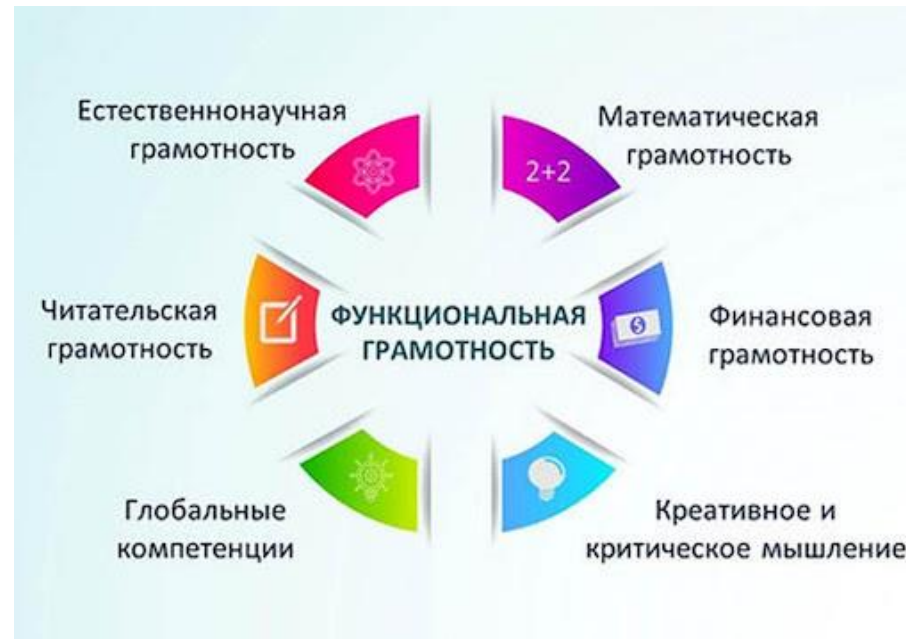 Естественнонаучная
грамотность
Математическая
грамотность
2+2
Читательская
грамотность
ФУНКЦИОНАЛЬНАЯ
ГРАМОТНОСТЬ
Финансовая
грамотность
$
Глобальные
компетенции
Креативное и
критическое мышление